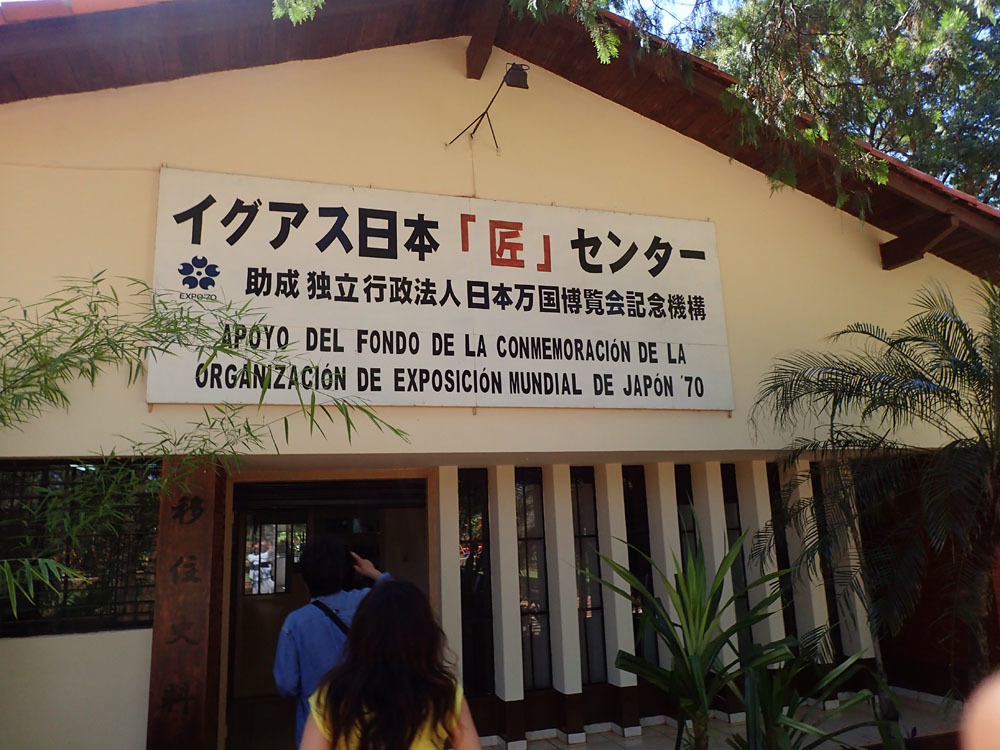 イグアス日本「匠」センター
EXPO'70
助成 独立行政法人日本万国博覧会記念機構
APOYO DEL FONDO DE LA CONMEMORACIÓN DE LA
ORGANIZACIÓN DE EXPOSICIÓN MUNDIAL DE JAPÓN '70
移住史料